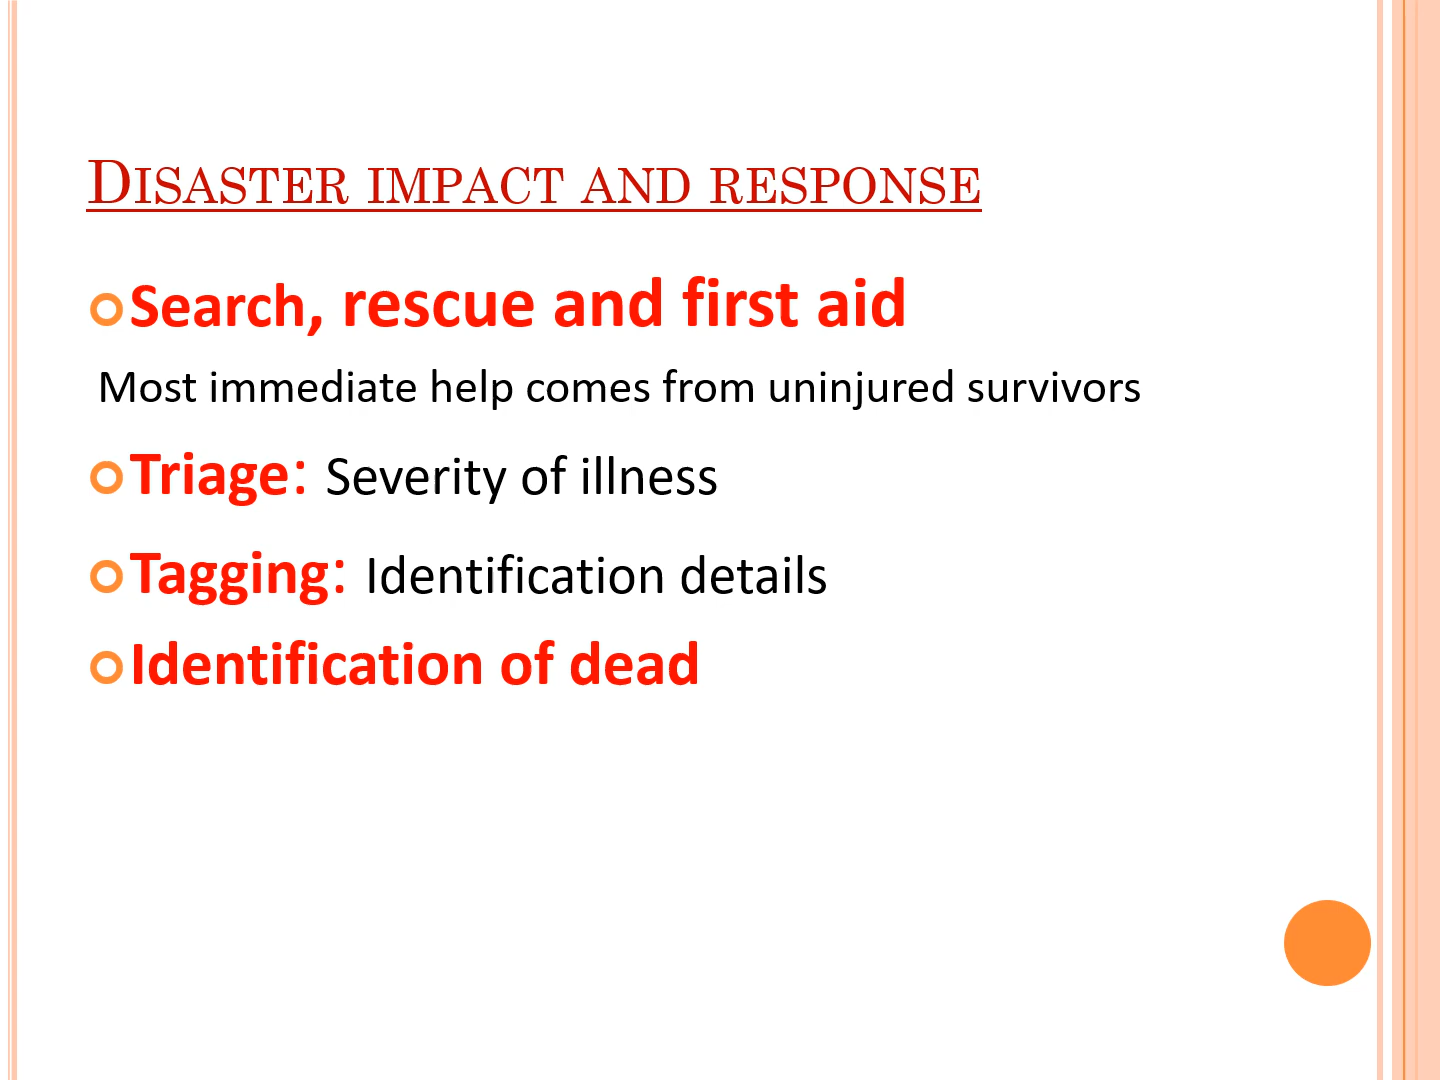 DISASTER IMPACT AND RESPONSE
Search, rescue and first aid
Most immediate help comes from uninjured survivors
Triage: Severity of illness
Tagging: Identification details
Identification of dead